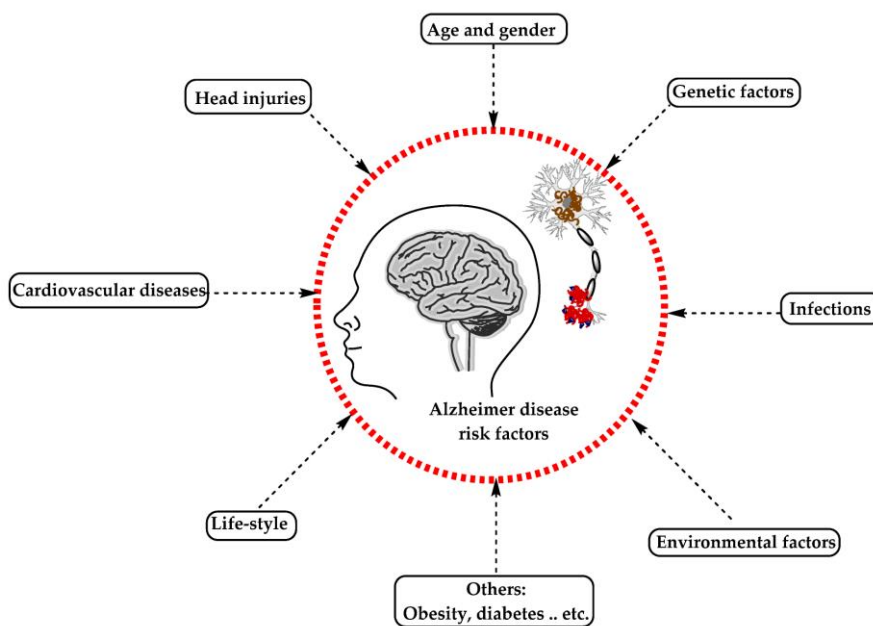 Age and gender
Head injuries
Genetic factors
Cardiovascular diseases
Infections
Alzheimer disease
risk factors
Life-style
Environmental factors
Others:
Obesity, diabetes .. etc.